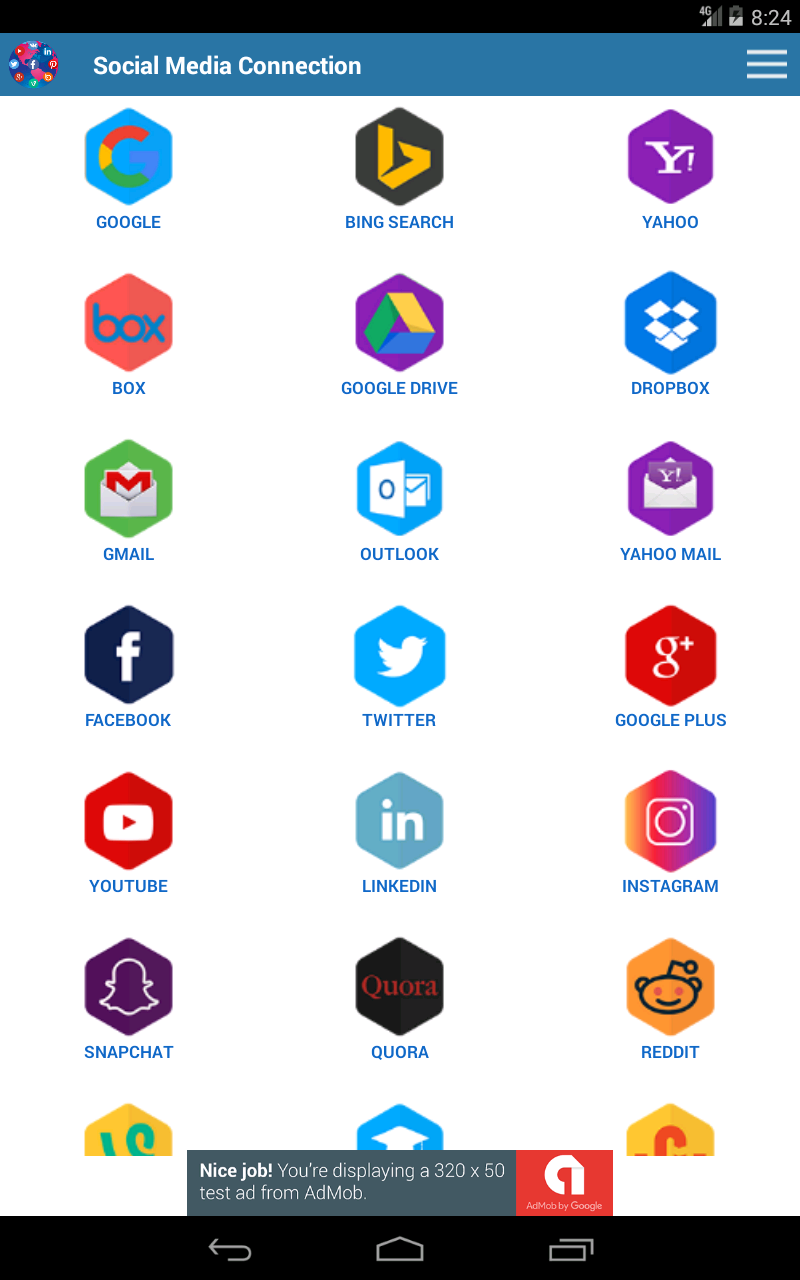 4G 8:24
Social Media Connection
GOOGLE BING SEARCH YAHOO
box
BOX GOOGLE DRIVE DROPBOX
GMAIL OUTLOOK YAHOO MAIL
FACEBOOK TWITTER GOOGLE PLUS
in
YOUTUBE LINKEDIN INSTAGRAM
Quora
SNAPCHAT QUORA REDDIT
Nice job! You're displaying a 320 x 50
test ad from AdMob.
AdMob by Google